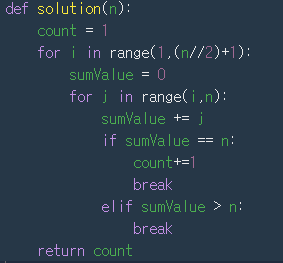 def solution(n):
    count = 1
    for i in range(1,(n//2)+1):
        sumValue = 0
        for j in range(i,n):
            sumValue += j
            if sumValue == n:
                count+=1
                break
            elif sumValue > n:
                break
    return count